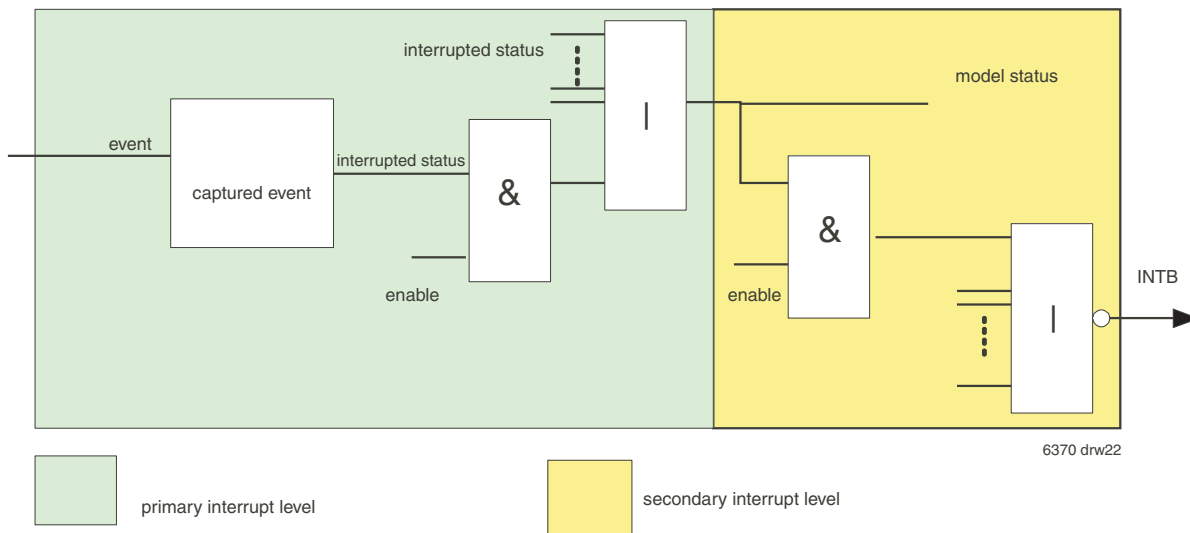 interrupted status
|
model status
event
interrupted status
captured event
&
&
enable
enable
INTB
|
6370 drw22
primary interrupt level
secondary interrupt level